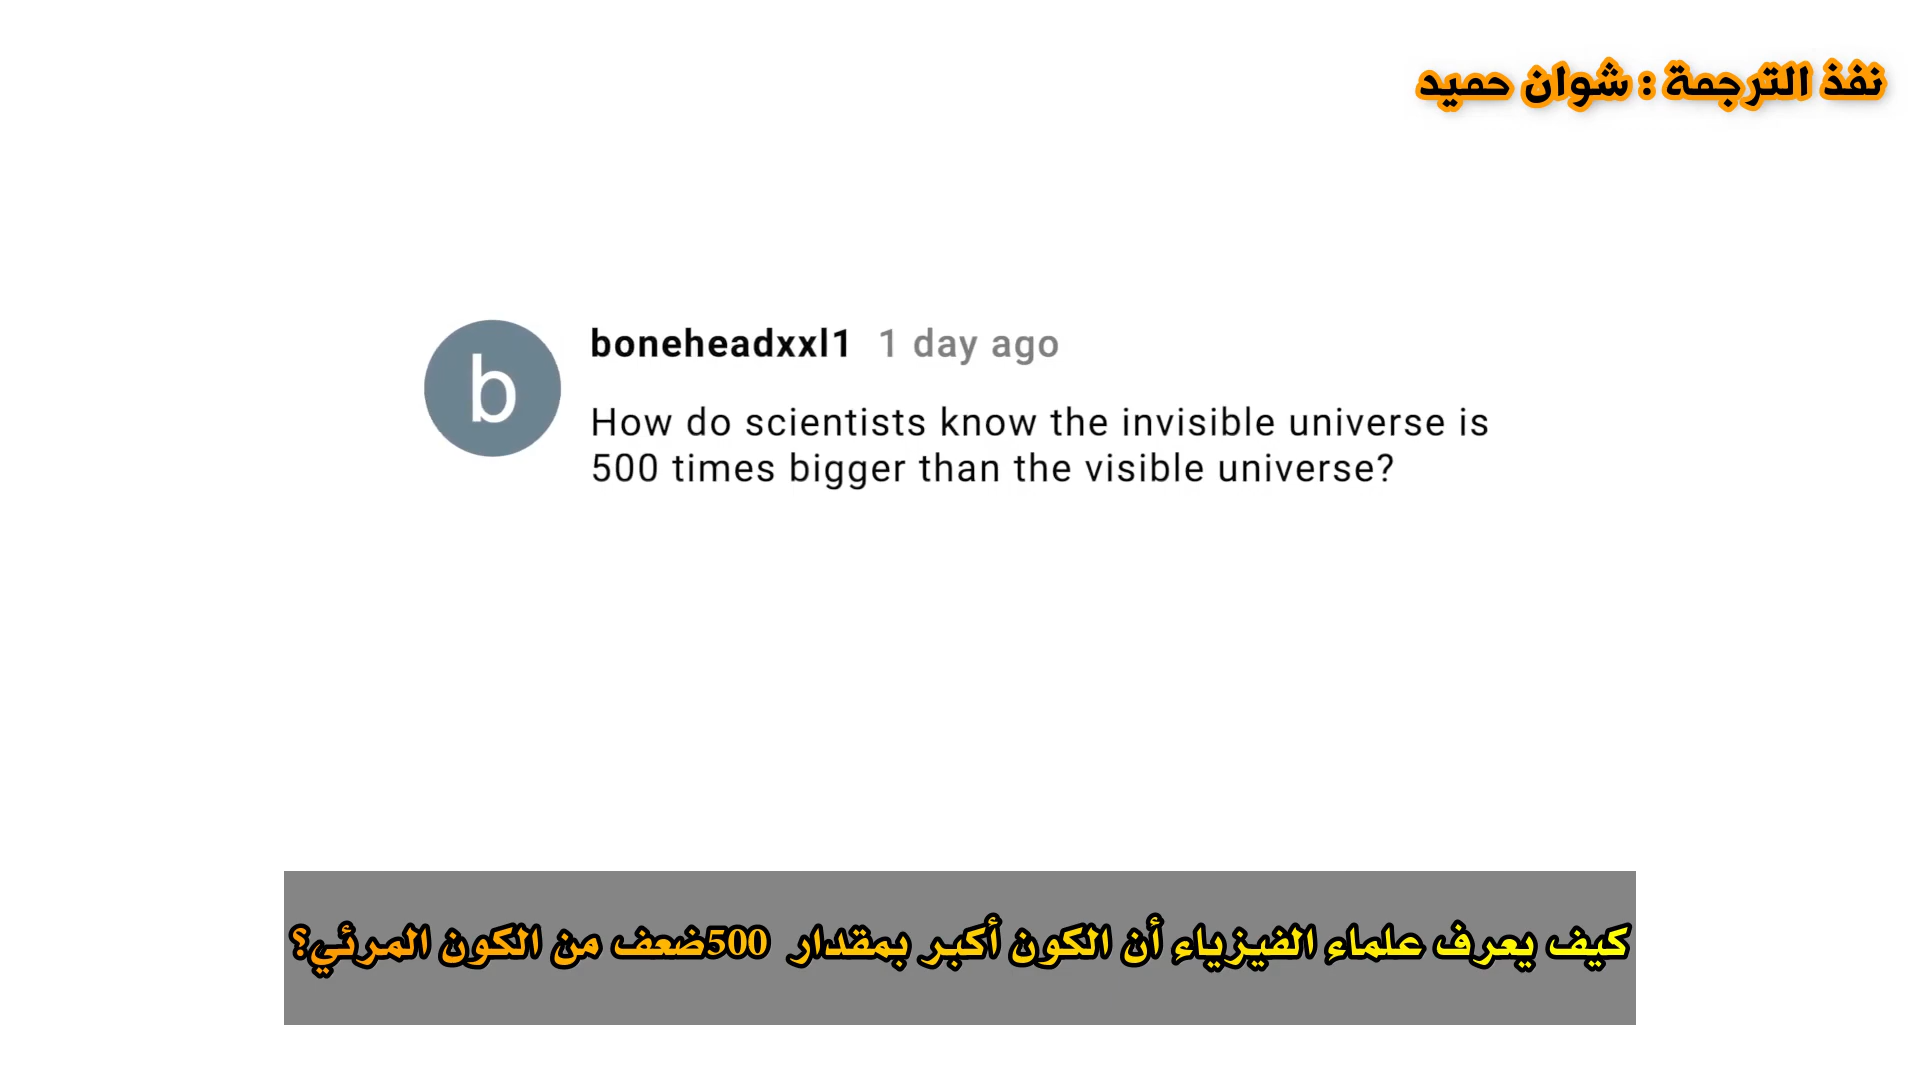 نفذ الترجمة : شوان حميد
boneheadxxl1 1 day ago
b
How do scientists know the invisible universe is
500 times bigger than the visible universe?
كيف يعرف علماء الفيزياء أن الكون أكبر بمقدار 500ضعف من الكون المرئي؟